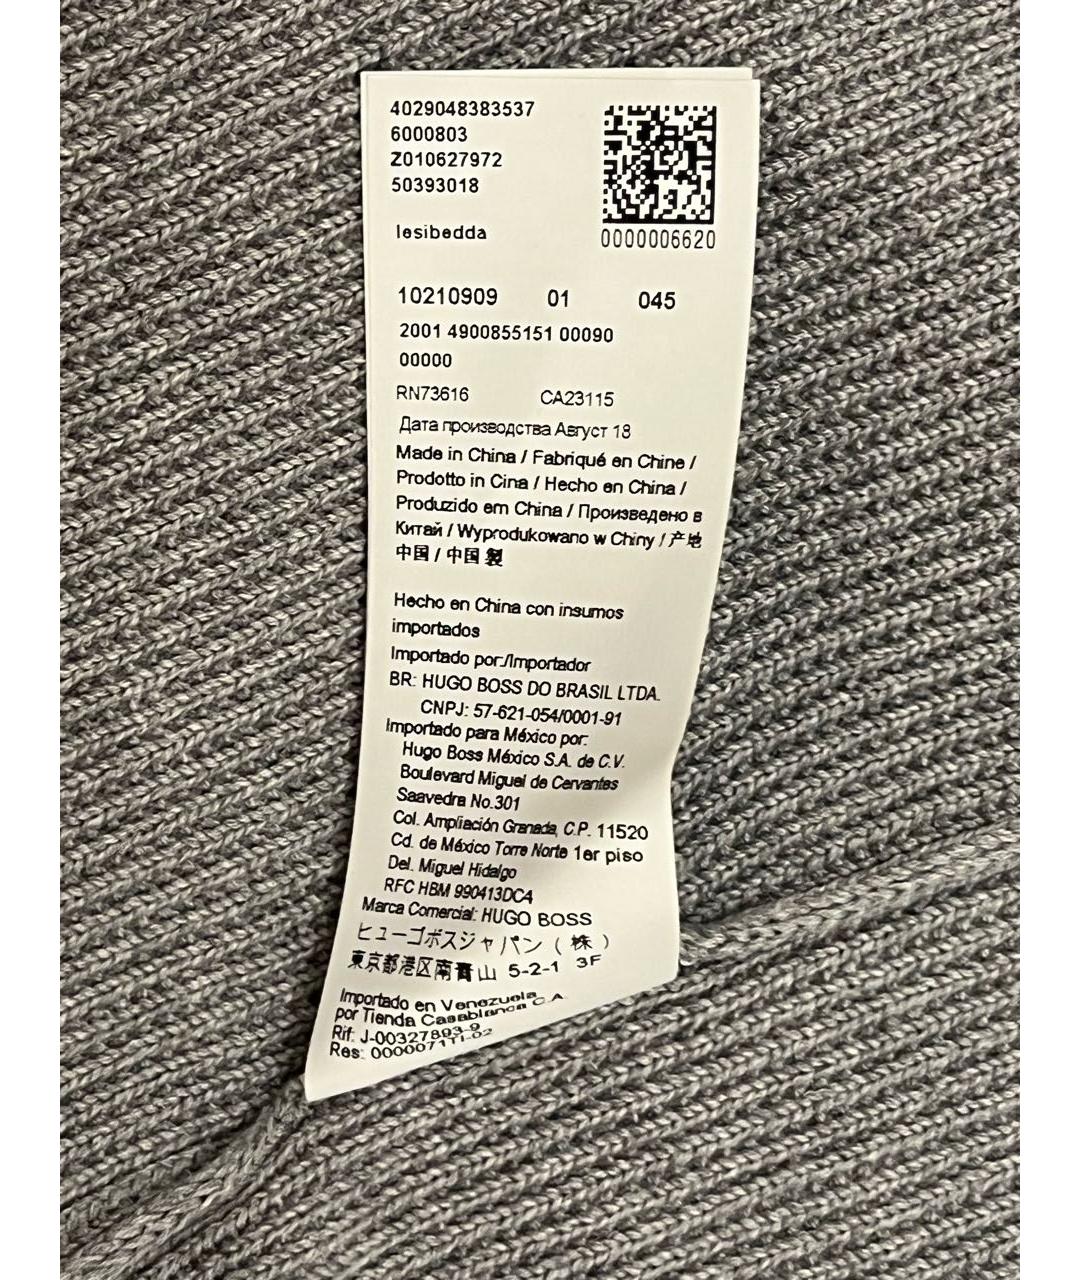 4029048383537
6000803
Z010627972
50393018
0000006620
Iesibedda
10210909 01 045
2001 4900855151 00090
00000
RN73616 CA23115
Дата производства Август 18
Made in China / Fabriqué en Chine /
Prodotto in Cina / Hecho en China /
Produzido em China / Произведено в
Китай / Wyprodukowano w Chiny / 产地
中国 / 中国 製
Hecho en China con insumos
importados
Importado por:/Importador
BR: HUGO BOSS DO BRASIL LTDA.
CNPJ: 57-621-054/0001-91
Importado para México por:
Hugo Boss México S.A. de C.V.
Boulevard Miguel de Cervantes
Saavedra No.301
Col. Ampliación Granada, C.P. 11520
Cd. de México Torre Norte 1er piso
Del. Miguel Hidalgo
RFC HBM 990413DC4
Marca Comercial: HUGO BOSS
ヒューゴボスジャパン ( 株 )
東京都港区南青山 5-2-1 3F
Importado en Venezuela
por Tienda Casablanca C.A.
Rif: J-00327893-9
Res: